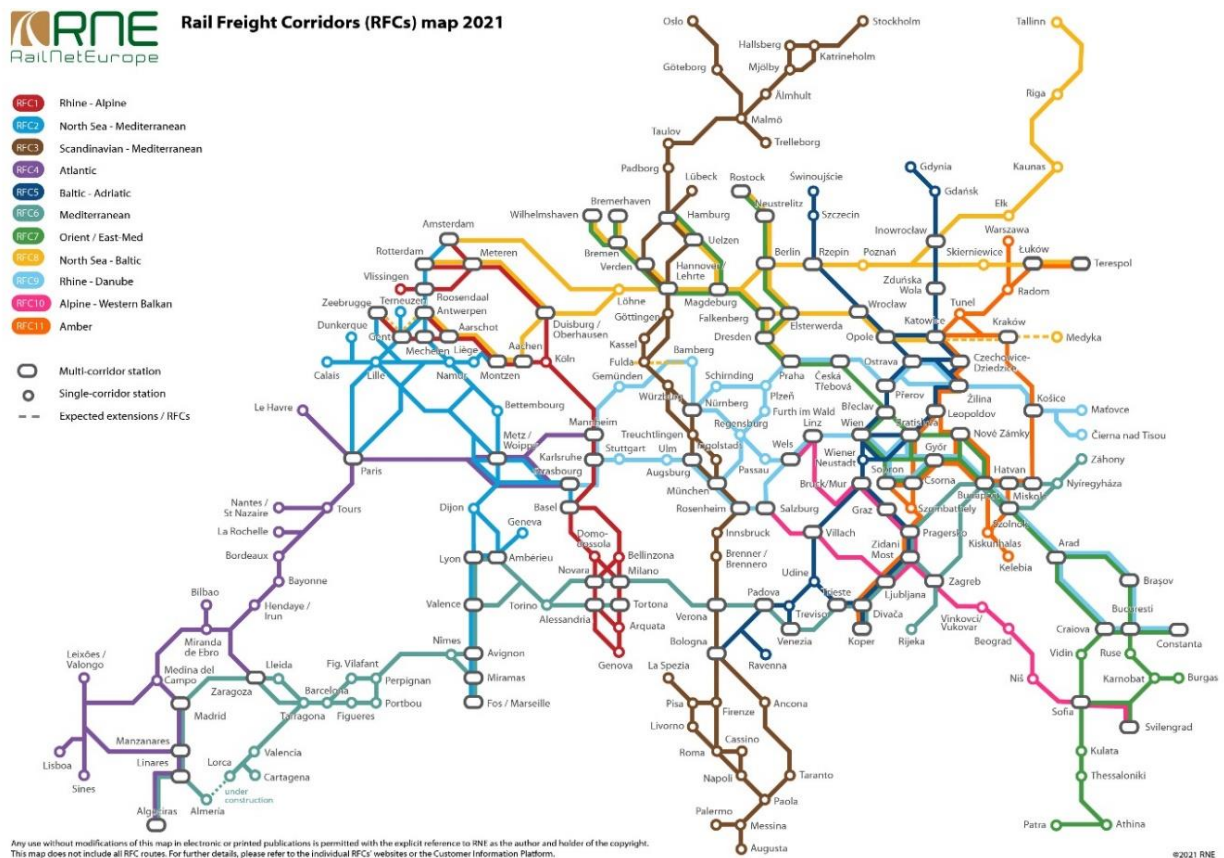 RNE
RailNetEurope
Rail Freight Corridors (RFCs) map 2021
RFC1 Rhine - Alpine
RFC2 North Sea - Mediterranean
RFC3 Scandinavian - Mediterranean
RFC4 Atlantic
RFC5 Baltic - Adriatic
RFC6 Mediterranean
RFC7 Orient / East-Med
RFC8 North Sea - Baltic
RFC9 Rhine - Danube
RFC10 Alpine - Western Balkan
RFC11 Amber
Multi-corridor station
Single-corridor station
Expected extensions / RFCs
Oslo
Stockholm
Tallinn
Hallsberg
Katrineholm
Göteborg
Mjölby
Älmhult
Riga
Malmö
Taulov
Trelleborg
Padborg
Gdynia
Kaunas
Lübeck
Rostock
Świnoujście
Gdańsk
Wilhelmshaven
Bremerhaven
Hamburg
Neustrelitz
Szczecin
Ełk
Amsterdam
Uelzen
Inowrocław
Warszawa
Rotterdam
Meteren
Bremen
Verden
Hannover/
Lehrte
Berlin
Rzepin
Poznań
Skierniewice
Łuków
Terespol
Vlissingen
Roosendaal
Löhne
Magdeburg
Zduńska
Wola
Radom
Zeebrugge
Terneuzen
Antwerpen
Göttingen
Falkenberg
Elsterwerda
Wrocław
Tunel
Dunkerque
Gent
Aarschot
Duisburg /
Oberhausen
Kassel
Dresden
Opole
Katowice
Kraków
Medyka
Mechelen
Liège
Aachen
Köln
Fulda
Bamberg
Calais
Lille
Namur
Montzen
Gemünden
Schirnding
Praha
Česká
Třebová
Ostrava
Czechowice-
Dziedzice
Le Havre
Bettembourg
Würzburg
Nürnberg
Plzeň
Přerov
Žilina
Košice
Maťovce
Mannheim
Regensburg
Furth im Wald
Břeclav
Leopoldov
Čierna nad Tisou
Metz /
Woippy
Treuchtlingen
Ingolstadt
Linz
Wien
Bratislava
Nové Zámky
Paris
Karlsruhe
Stuttgart
Ulm
Augsburg
Passau
Wels
Wiener
Neustadt
Sopron
Győr
Hatvan
Záhony
Strasbourg
München
Bruck/Mur
Csorna
Budapest
Miskolc
Nyíregyháza
Nantes /
St Nazaire
Tours
Dijon
Basel
Rosenheim
Salzburg
Graz
Szombathely
Szolnok
La Rochelle
Geneva
Domo-
dossola
Bellinzona
Innsbruck
Villach
Zidani
Most
Pragersko
Kiskunhalas
Arad
Bordeaux
Lyon
Ambérieu
Novara
Milano
Brenner /
Brennero
Udine
Kelebia
Brașov
Bayonne
Valence
Torino
Trieste
Ljubljana
Zagreb
Bilbao
Hendaye /
Irun
Alessandria
Tortona
Verona
Padova
Treviso
Divača
Vinkovci/
Vukovar
Bucuresti
Miranda
de Ebro
Nîmes
Arquata
Bologna
Venezia
Koper
Rijeka
Beograd
Craiova
Constanta
Leixões /
Valongo
Medina del
Campo
Lleida
Fig. Vilafant
Avignon
Genova
La Spezia
Ravenna
Vidin
Ruse
Zaragoza
Barcelona
Perpignan
Miramas
Niš
Karnobat
Burgas
Madrid
Tarragona
Figueres
Portbou
Fos / Marseille
Pisa
Firenze
Ancona
Sofia
Svilengrad
Manzanares
Livorno
Lisboa
Linares
Lorca
Valencia
Roma
Cassino
Kulata
Sines
Cartagena
Napoli
Taranto
Thessaloniki
under
construction
Algeciras
Almería
Paola
Palermo
Messina
Patra
Athina
Augusta
Any use without modifications of this map in electronic or printed publications is permitted with the explicit reference to RNE as the author and holder of the copyright.
This map does not include all RFC routes. For further details, please refer to the individual RFCs' websites or the Customer Information Platform.
©2021 RNE